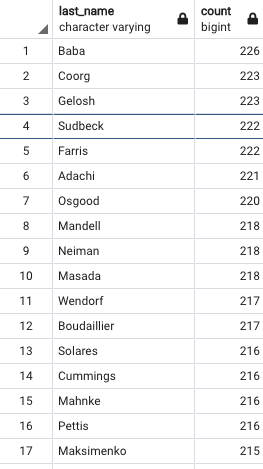 last_name count
character varying bigint
1 Baba 226
2 Coorg 223
3 Gelosh 223
4 Sudbeck 222
5 Farris 222
6 Adachi 221
7 Osgood 220
8 Mandell 218
9 Neiman 218
10 Masada 218
11 Wendorf 217
12 Boudaillier 217
13 Solares 216
14 Cummings 216
15 Mahnke 216
16 Pettis 216
17 Maksimenko 215